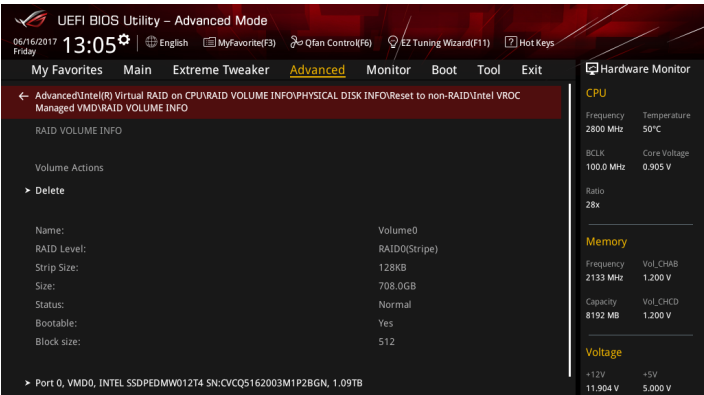 UEFI BIOS Utility – Advanced Mode
06/16/2017 Friday 13:05 English MyFavorite(F3) Qfan Control(F6) EZ Tuning Wizard(F11) ? Hot Keys
My Favorites Main Extreme Tweaker Advanced Monitor Boot Tool Exit
Advanced\Intel(R) Virtual RAID on CPU\RAID VOLUME INFO\PHYSICAL DISK INFO\Reset to non-RAID\Intel VROC
Managed VMD\RAID VOLUME INFO
RAID VOLUME INFO
Volume Actions
Delete
Name: Volume0
RAID Level: RAID0(Stripe)
Strip Size: 128KB
Size: 708.0GB
Status: Normal
Bootable: Yes
Block size: 512
Port 0, VMD0, INTEL SSDPEDMW012T4 SN:CVCQ5162003M1P2BGN, 1.09TB
Hardware Monitor
CPU
Frequency Temperature
2800 MHz 50°C
BCLK Core Voltage
100.0 MHz 0.905 V
Ratio
28x
Memory
Frequency Vol_CHAB
2133 MHz 1.200 V
Capacity Vol_CHCD
8192 MB 1.200 V
Voltage
+12V +5V
11.904 V 5.000 V